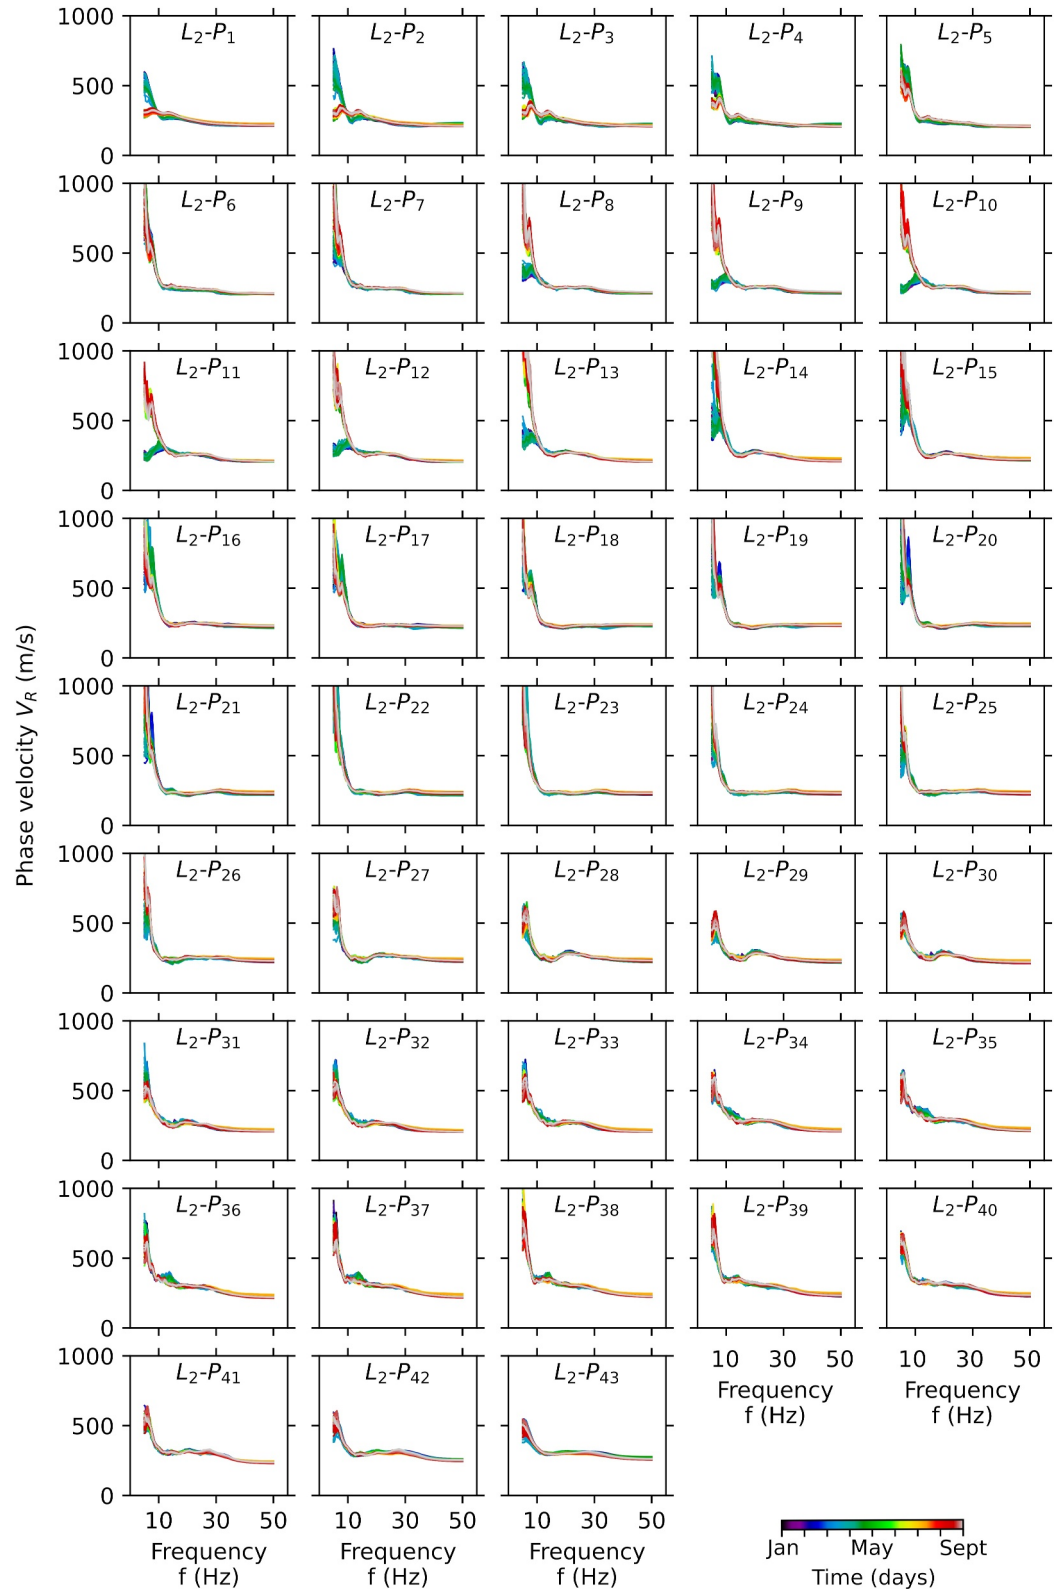 1000
500
0
L2-P1
L2-P2
L2-P3
L2-P4
L2-P5
1000
500
0
L2-P6
L2-P7
L2-P8
L2-P9
L2-P10
1000
500
0
L2-P11
L2-P12
L2-P13
L2-P14
L2-P15
1000
500
0
L2-P16
L2-P17
L2-P18
L2-P19
L2-P20
Phase velocity VR (m/s)
1000
500
0
L2-P21
L2-P22
L2-P23
L2-P24
L2-P25
1000
500
0
L2-P26
L2-P27
L2-P28
L2-P29
L2-P30
1000
500
0
L2-P31
L2-P32
L2-P33
L2-P34
L2-P35
1000
500
0
L2-P36
L2-P37
L2-P38
L2-P39
L2-P40
10 30 50
Frequency
f (Hz)
10 30 50
Frequency
f (Hz)
1000
500
0
L2-P41
L2-P42
L2-P43
10 30 50
Frequency
f (Hz)
10 30 50
Frequency
f (Hz)
10 30 50
Frequency
f (Hz)
Jan May Sept
Time (days)